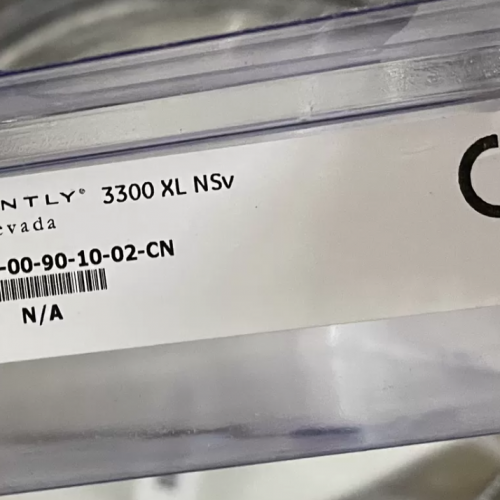 NTLY® 3300 XL NSv
evada
-00-90-10-02-CN
N/A
C